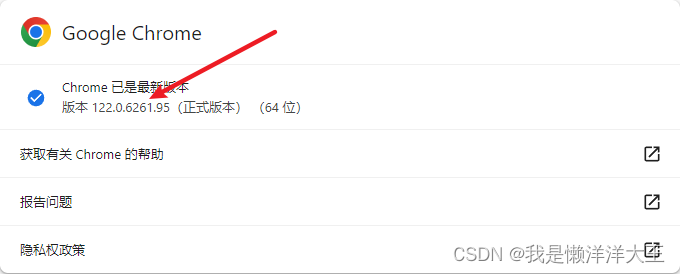 Google Chrome
Chrome 已是最新版本
版本 122.0.6261.95（正式版本） （64 位）
获取有关 Chrome 的帮助
报告问题
隐私权政策
CSDN @我是懒洋洋大王